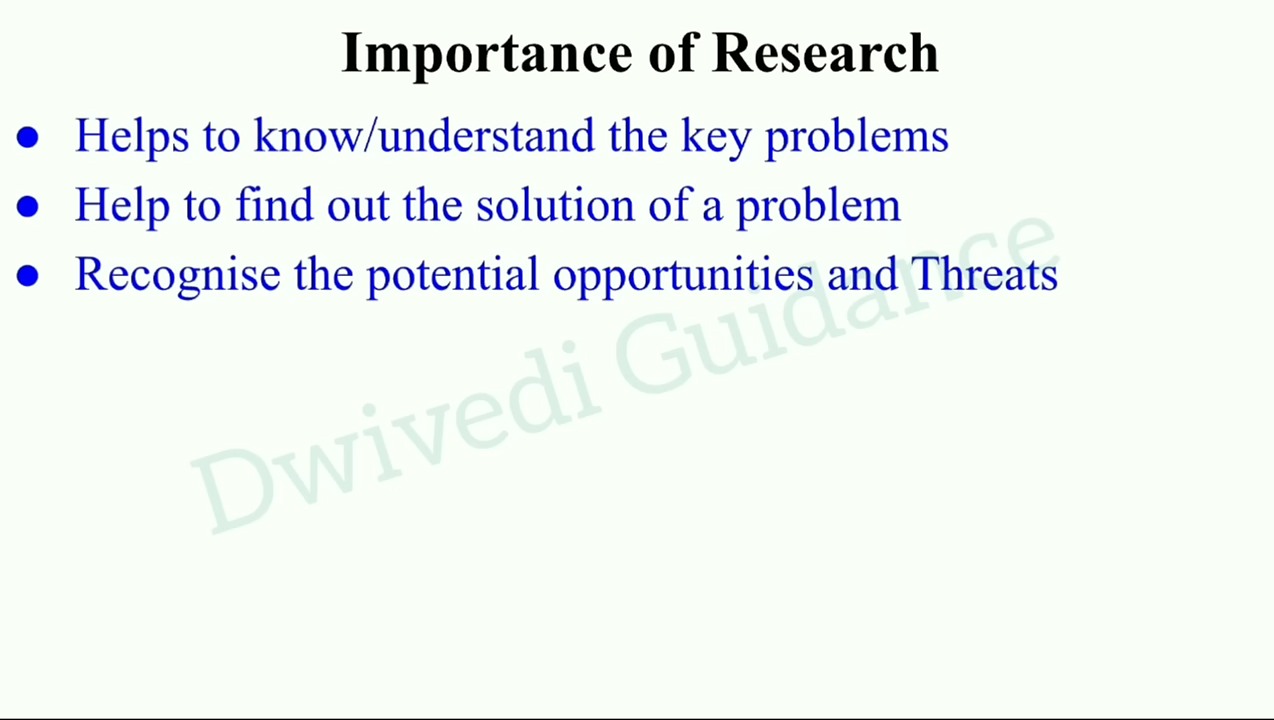 Importance of Research
● Helps to know/understand the key problems
● Help to find out the solution of a problem
● Recognise the potential opportunities and Threats
Dwivedi Guidance